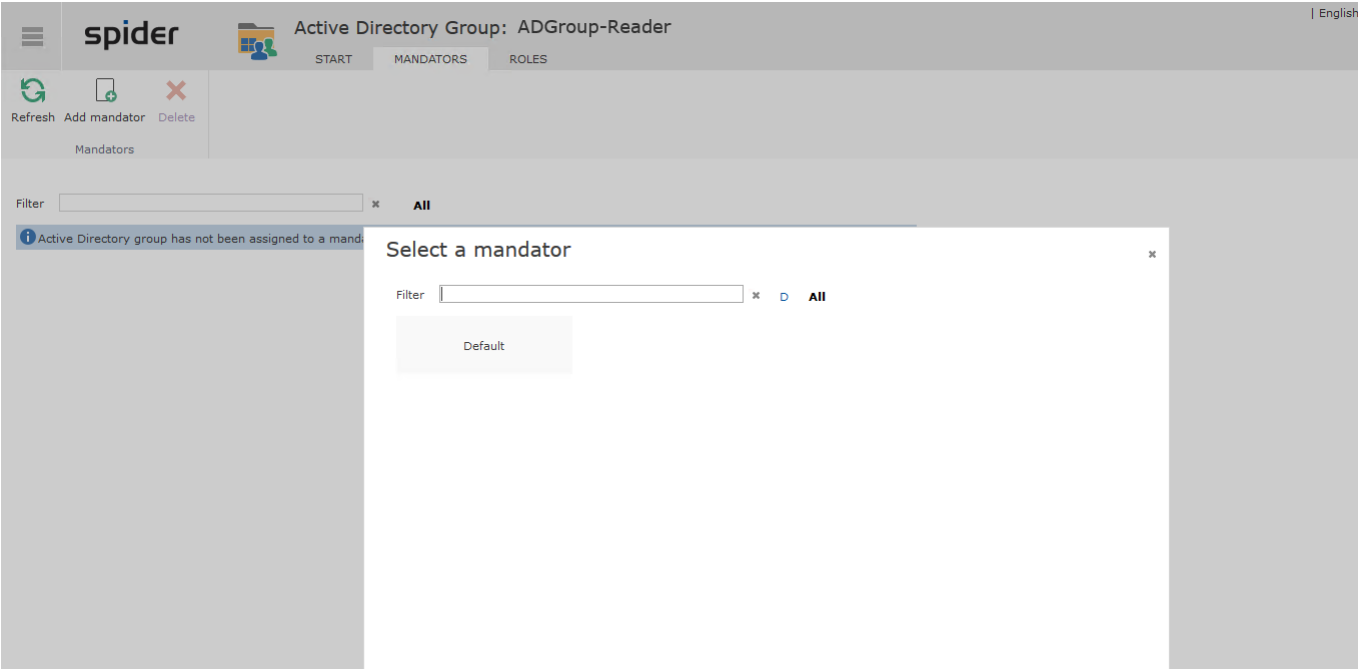 | English
spider
Active Directory Group: ADGroup-Reader
START MANDATORS ROLES
Refresh Add mandator Delete
Mandators
Filter All
Active Directory group has not been assigned to a
Select a mandator
Filter D All
Default